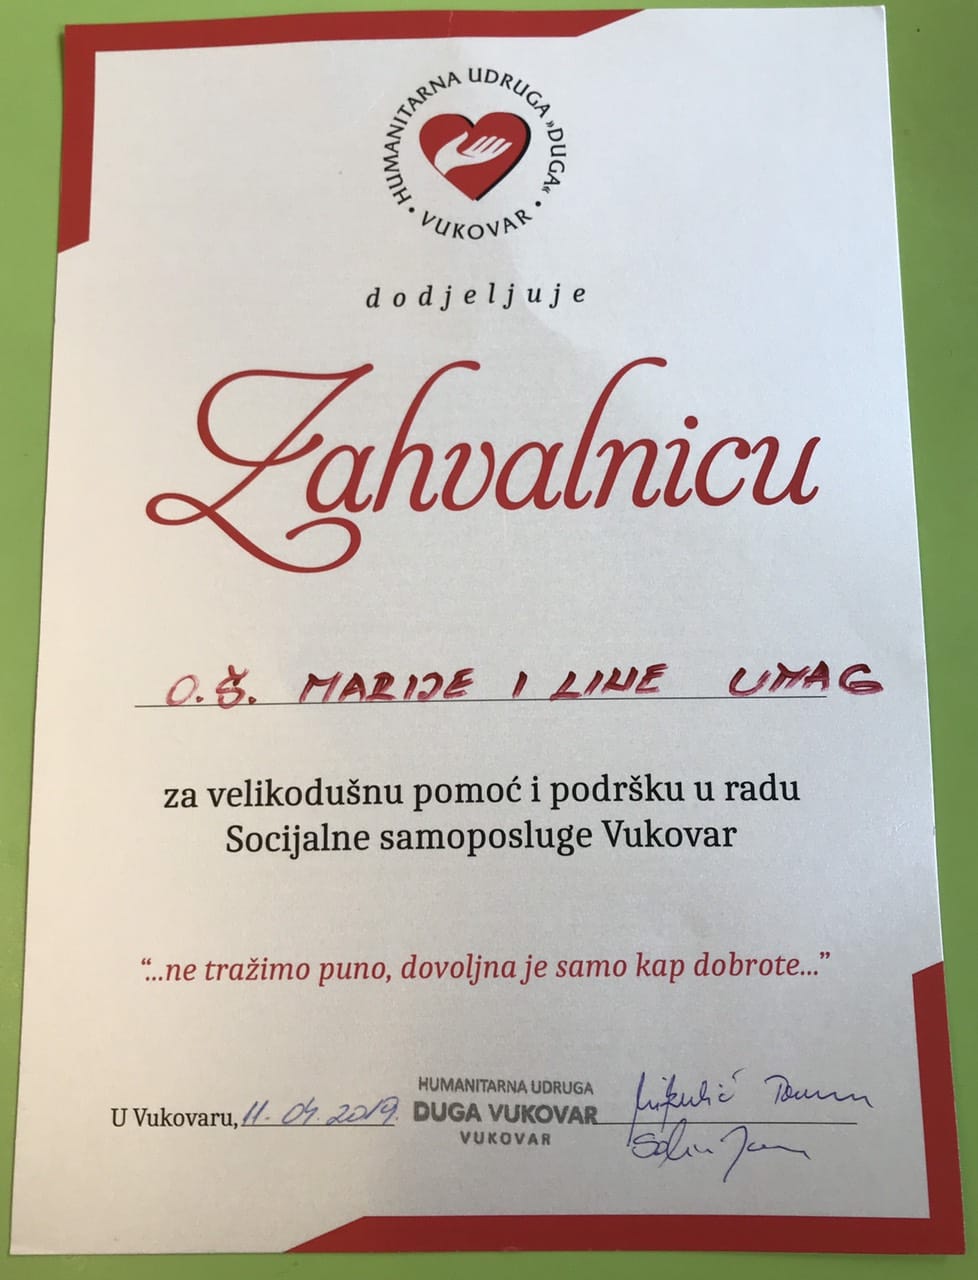 HUMANITARNA UDRUGA »DUGA«
• VUKOVAR •
dodjeljuje
Zahvalnicu
O.Š. MARIJE I LINE UMAG
za velikodušnu pomoć i podršku u radu
Socijalne samoposluge Vukovar
“...ne tražimo puno, dovoljna je samo kap dobrote...”
HUMANITARNA UDRUGA
U Vukovaru, 11.04.2019. DUGA VUKOVAR
VUKOVAR